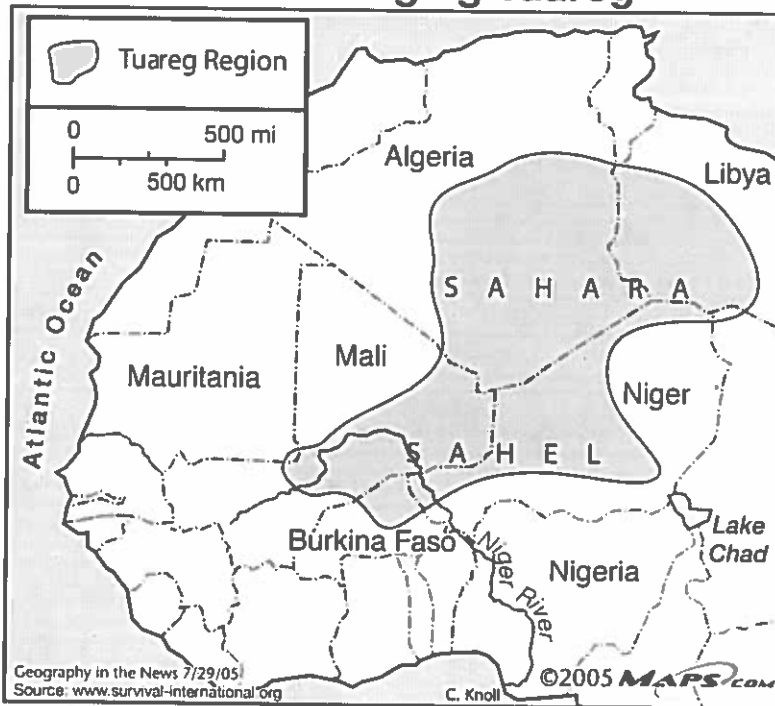 Tuareg Region
0 500 mi
0 500 km
Algeria
Libya
SAHARA
Atlantic Ocean
Mali
Mauritania
Niger
SAHEL
Burkina Faso
Niger River
Nigeria
Lake
Chad
Geography in the News 7/29/05
Source: www.survival-international.org
C. Knoll
©2005 MAPS.COM